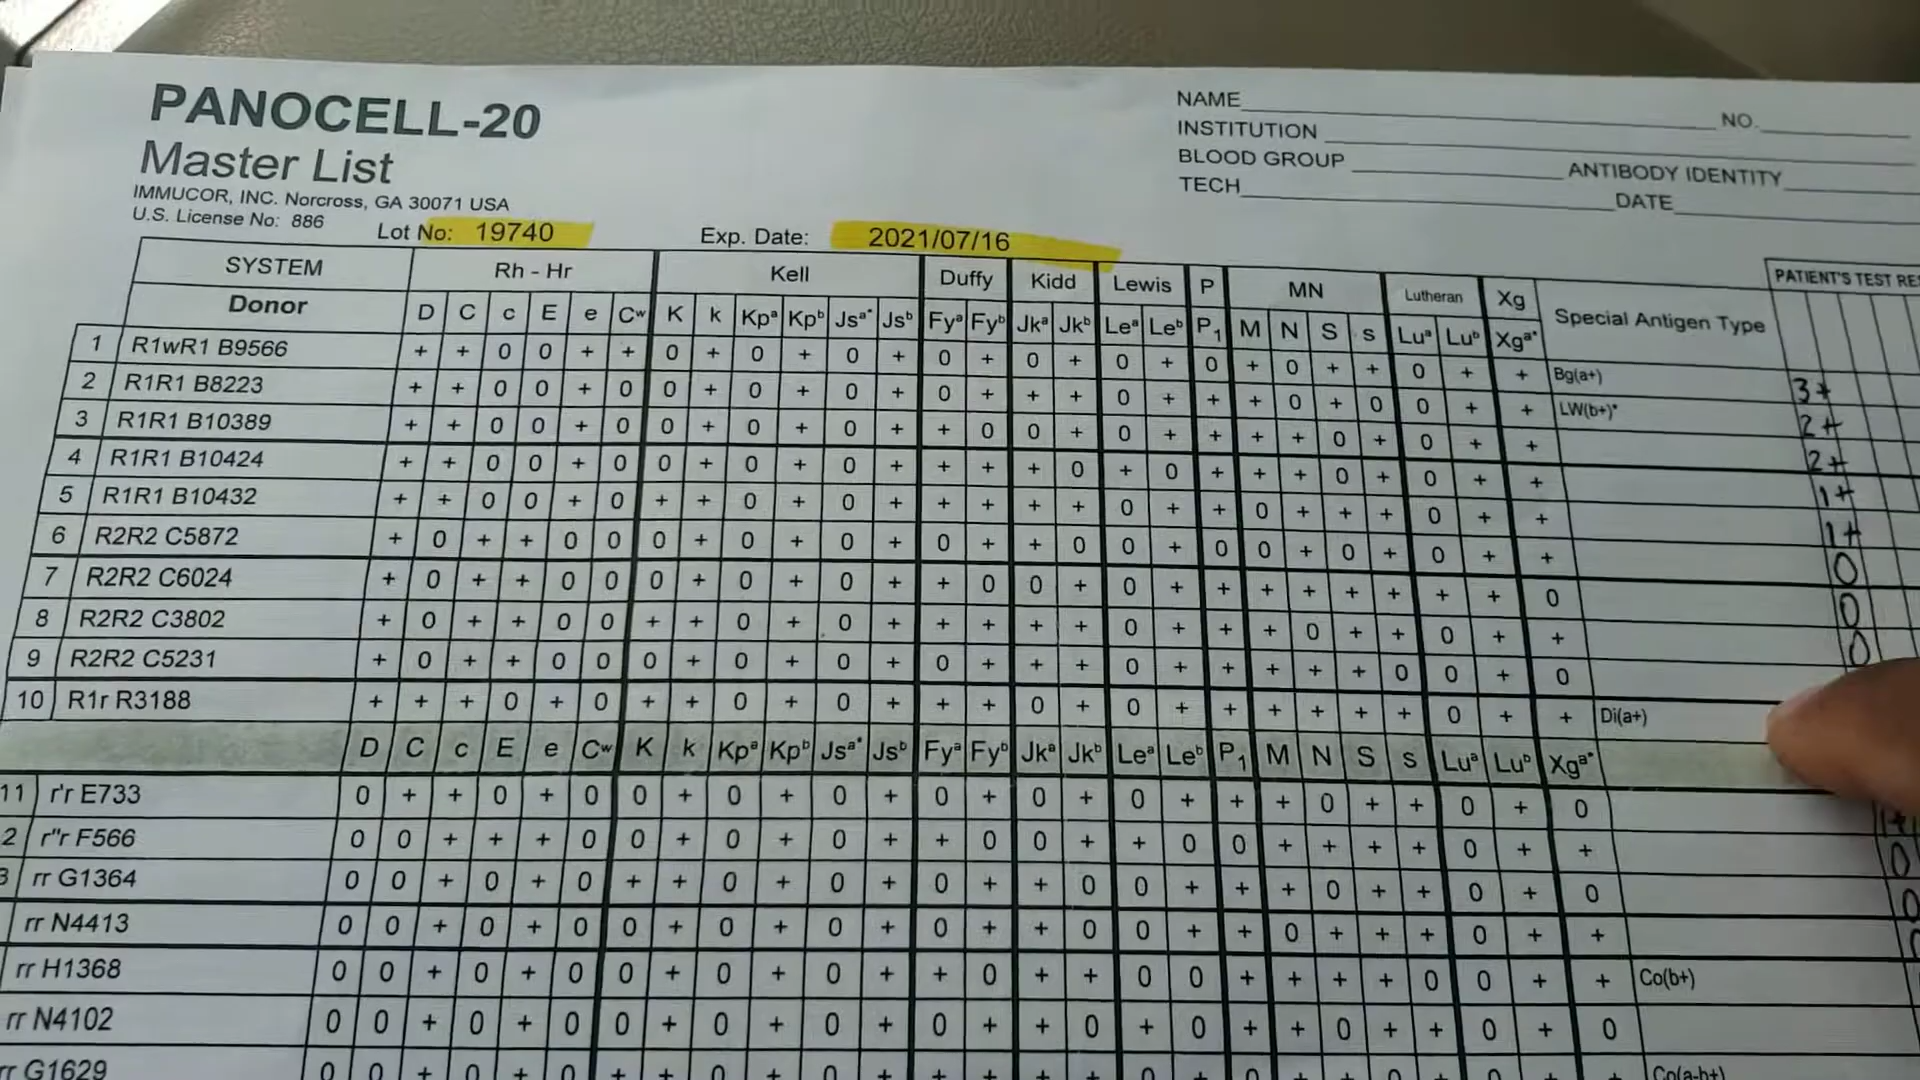 PANOCELL-20
Master List
IMMUCOR, INC. Norcross, GA 30071 USA
U.S. License No: 886
Lot No: 19740 Exp. Date: 2021/07/16
NAME NO.
INSTITUTION
BLOOD GROUP ANTIBODY IDENTITY
TECH DATE
SYSTEM Rh - Hr Kell Duffy Kidd Lewis P MN Lutheran Xg Special Antigen Type PATIENT'S TEST
Donor D C c E e Cʷ K k Kpᵃ Kpᵇ Jsᵃ* Jsᵇ Fyᵃ Fyᵇ Jkᵃ Jkᵇ Leᵃ Leᵇ P₁ M N S s Luᵃ Luᵇ Xgᵃ*
1 R1wR1 B9566 + + 0 0 + + 0 + 0 + 0 + 0 + 0 + 0 + 0 + 0 + + 0 + + Bg(a+) 3+
2 R1R1 B8223 + + 0 0 + 0 0 + 0 + 0 + 0 + + + 0 + + + 0 + 0 0 + + LW(b+)* 2+
3 R1R1 B10389 + + 0 0 + 0 0 + 0 + 0 + + 0 0 + 0 + + + + 0 + 0 + + 2+
4 R1R1 B10424 + + 0 0 + 0 0 + 0 + 0 + + + + 0 + 0 + + + 0 + 0 + + 1+
5 R1R1 B10432 + + 0 0 + 0 + + 0 + 0 + + + + + 0 + + 0 + + + 0 + + 1+
6 R2R2 C5872 + 0 + + 0 0 0 + 0 + 0 + 0 + + 0 0 + 0 0 + 0 + 0 + + 0
7 R2R2 C6024 + 0 + + 0 0 0 + 0 + 0 + + 0 0 + 0 + + + + + + + + 0 0
8 R2R2 C3802 + 0 + + 0 0 + + 0 + 0 + + + + + 0 + + + 0 + + 0 + + 0
9 R2R2 C5231 + 0 + + 0 0 0 + 0 + 0 + 0 + + + 0 + + + + + 0 0 + 0
10 R1r R3188 + + + 0 + 0 + + 0 + 0 + + + 0 + 0 + + + + + + 0 + + Di(a+)
D C c E e Cʷ K k Kpᵃ Kpᵇ Jsᵃ* Jsᵇ Fyᵃ Fyᵇ Jkᵃ Jkᵇ Leᵃ Leᵇ P₁ M N S s Luᵃ Luᵇ Xgᵃ*
11 r'r E733 0 + + 0 + 0 0 + 0 + 0 + 0 + 0 + 0 + + + 0 + + 0 + 0
2 r"r F566 0 0 + + + 0 0 + 0 + 0 + + 0 0 + + 0 0 + + + + 0 + + 0
3 rr G1364 0 0 + 0 + 0 + + 0 + 0 + 0 + + 0 0 + + + 0 + + 0 + 0 0
rr N4413 0 0 + 0 + 0 0 + 0 + 0 + 0 + + 0 0 + + 0 + + + 0 + +
rr H1368 0 0 + 0 + 0 0 + 0 + 0 + + 0 + + 0 0 + + + + 0 0 + + Co(b+)
rr N4102 0 0 + 0 + 0 0 + 0 + 0 + 0 + + 0 + 0 + + 0 + + 0 + 0
rr G1629 0 0 + 0 + 0 + + 0 + 0 + + + + + 0 Co(a-b+)